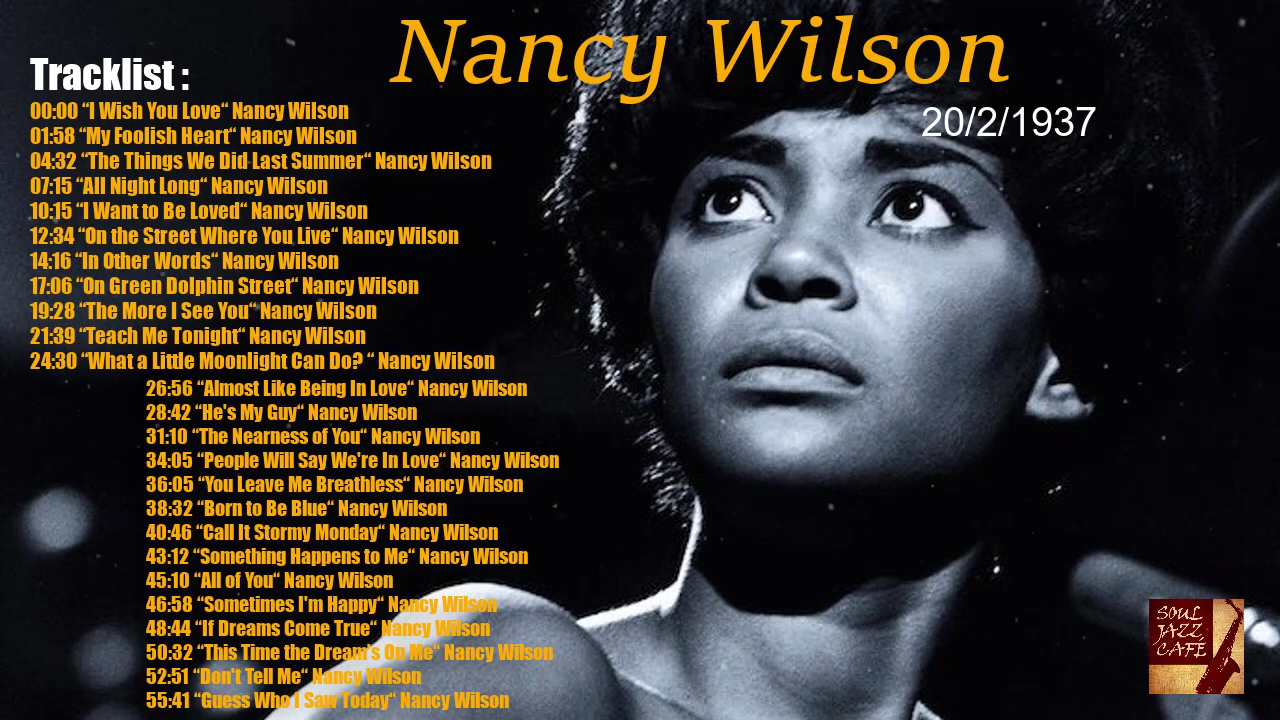 Nancy Wilson
20/2/1937
Tracklist :
00:00 “I Wish You Love“ Nancy Wilson
01:58 “My Foolish Heart“ Nancy Wilson
04:32 “The Things We Did Last Summer“ Nancy Wilson
07:15 “All Night Long“ Nancy Wilson
10:15 “I Want to Be Loved“ Nancy Wilson
12:34 “On the Street Where You Live“ Nancy Wilson
14:16 “In Other Words“ Nancy Wilson
17:06 “On Green Dolphin Street“ Nancy Wilson
19:28 “The More I See You“ Nancy Wilson
21:39 “Teach Me Tonight“ Nancy Wilson
24:30 “What a Little Moonlight Can Do? “ Nancy Wilson
26:56 “Almost Like Being In Love“ Nancy Wilson
28:42 “He's My Guy“ Nancy Wilson
31:10 “The Nearness of You“ Nancy Wilson
34:05 “People Will Say We're In Love“ Nancy Wilson
36:05 “You Leave Me Breathless“ Nancy Wilson
38:32 “Born to Be Blue“ Nancy Wilson
40:46 “Call It Stormy Monday“ Nancy Wilson
43:12 “Something Happens to Me“ Nancy Wilson
45:10 “All of You“ Nancy Wilson
46:58 “Sometimes I'm Happy“ Nancy Wilson
48:44 “If Dreams Come True“ Nancy Wilson
50:32 “This Time the Dream's On Me“ Nancy Wilson
52:51 “Don't Tell Me“ Nancy Wilson
55:41 “Guess Who I Saw Today“ Nancy Wilson
SOUL
JAZZ
CAFE